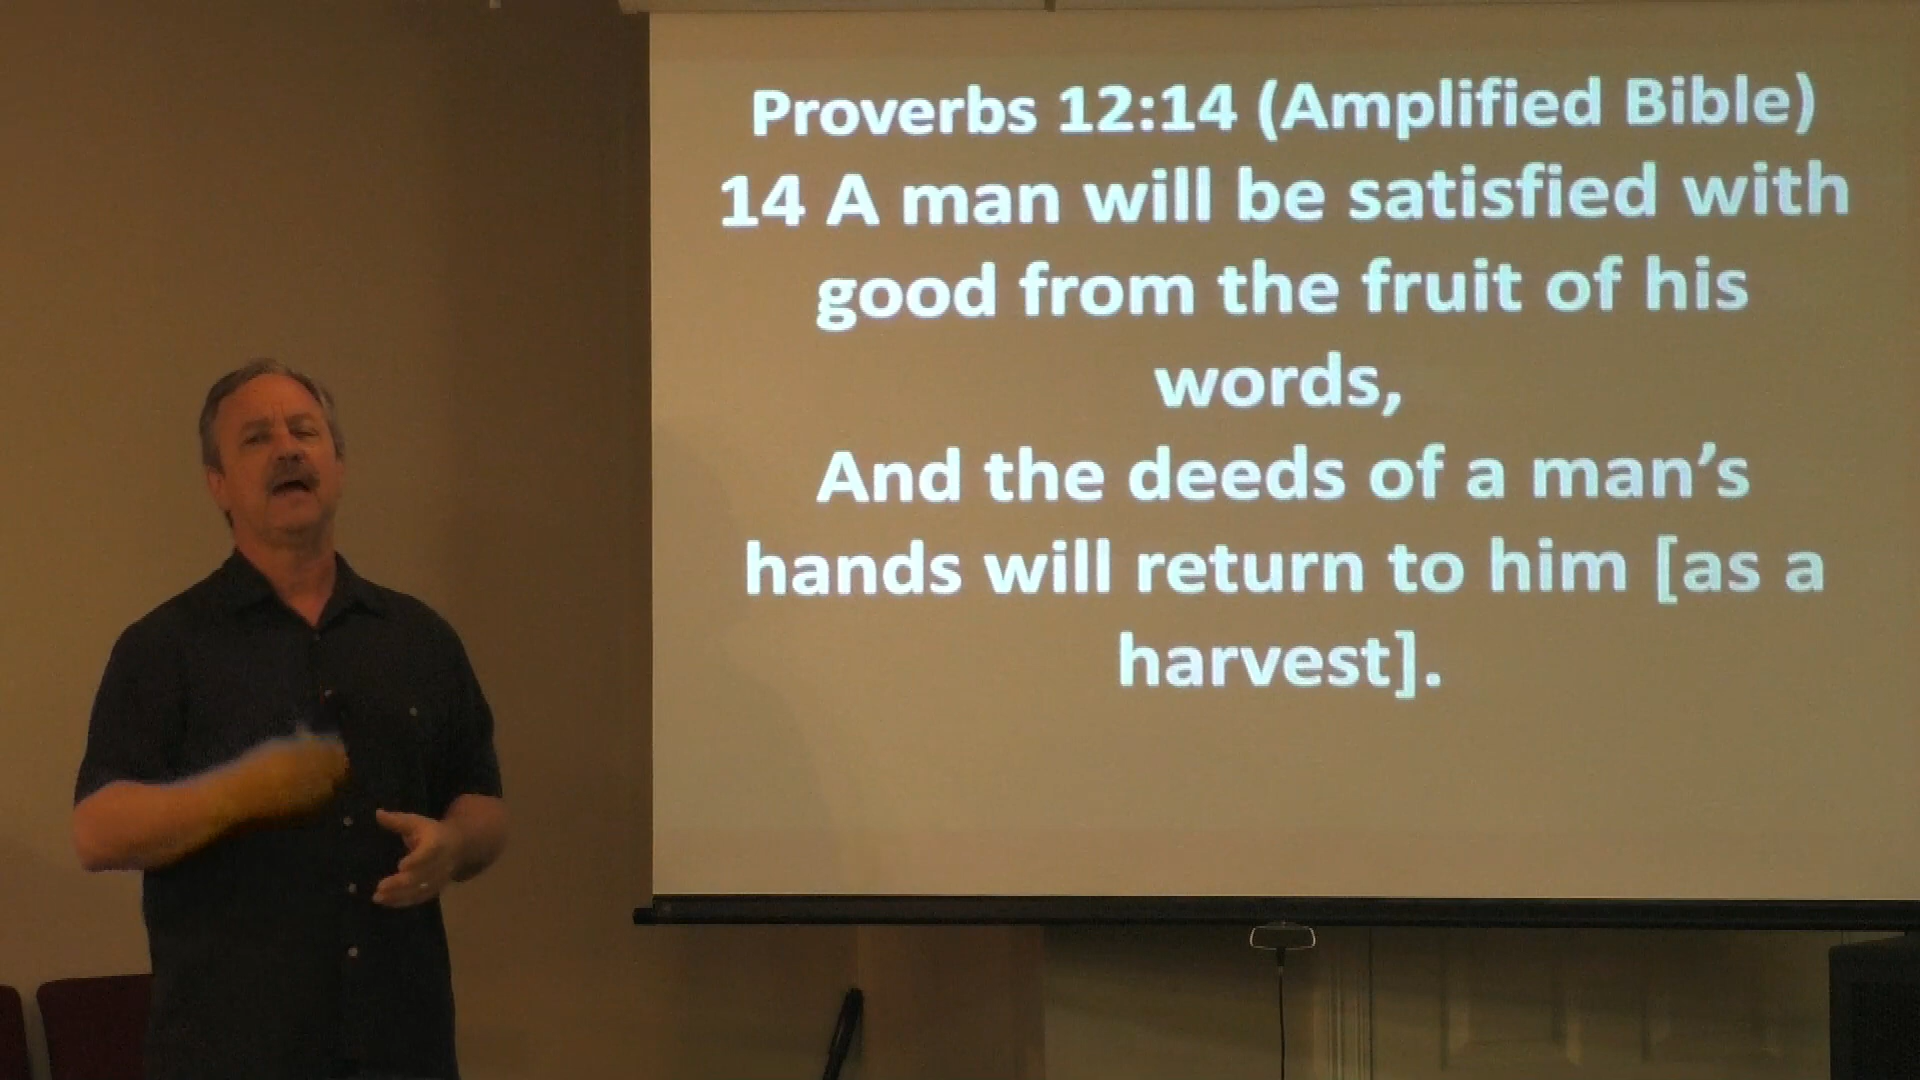 Proverbs 12:14 (Amplified Bible)
14 A man will be satisfied with
good from the fruit of his
words,
And the deeds of a man’s
hands will return to him [as a
harvest].